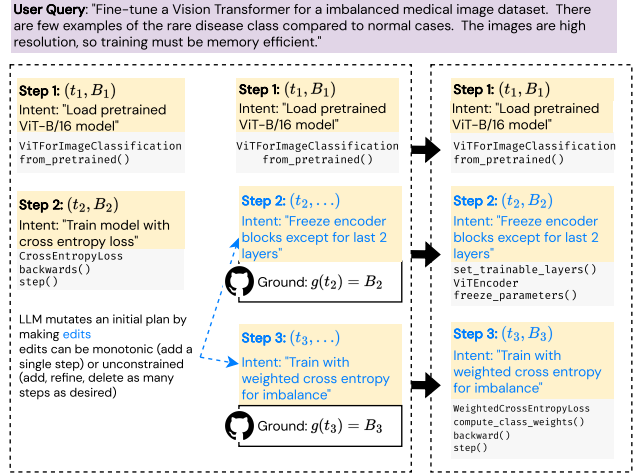 User Query: "Fine-tune a Vision Transformer for a imbalanced medical image dataset. There
are few examples of the rare disease class compared to normal cases. The images are high
resolution, so training must be memory efficient."
Step 1: (t₁, B₁)
Intent: "Load pretrained
ViT-B/16 model"
ViTForImageClassification
from_pretrained()
Step 2: (t₂, B₂)
Intent: "Train model with
cross entropy loss"
CrossEntropyLoss
backwards()
step()
LLM mutates an initial plan by
making edits
edits can be monotonic (add a
single step) or unconstrained
(add, refine, delete as many
steps as desired)
Step 1: (t₁, B₁)
Intent: "Load pretrained
ViT-B/16 model"
ViTForImageClassification
from_pretrained()
Step 2: (t₂, ...)
Intent: "Freeze encoder
blocks except for last 2
layers"
Ground: g(t₂) = B₂
Step 3: (t₃, ...)
Intent: "Train with
weighted cross entropy
for imbalance"
Ground: g(t₃) = B₃
Step 1: (t₁, B₁)
Intent: "Load pretrained
ViT-B/16 model"
ViTForImageClassification
from_pretrained()
Step 2: (t₂, B₂)
Intent: "Freeze encoder
blocks except for last 2
layers"
set_trainable_layers()
ViTEncoder
freeze_parameters()
Step 3: (t₃, B₃)
Intent: "Train with
weighted cross entropy
for imbalance"
WeightedCrossEntropyLoss
compute_class_weights()
backward()
step()